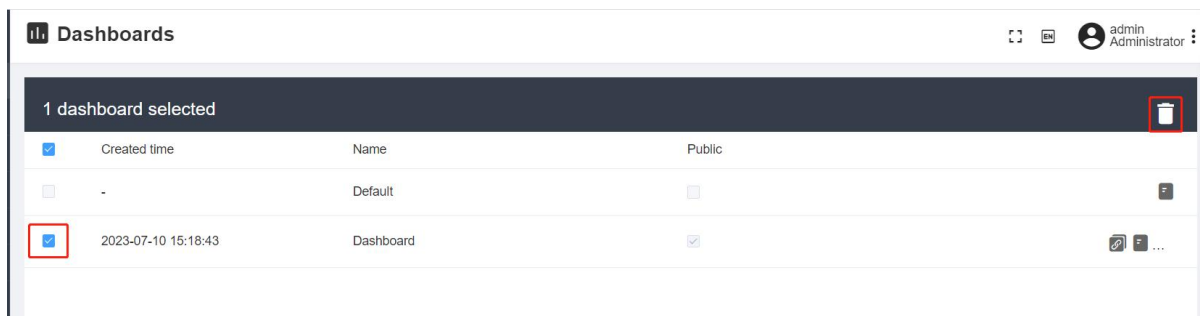 Dashboards
EN
admin
Administrator
1 dashboard selected
Created time Name Public
- Default
2023-07-10 15:18:43 Dashboard ...